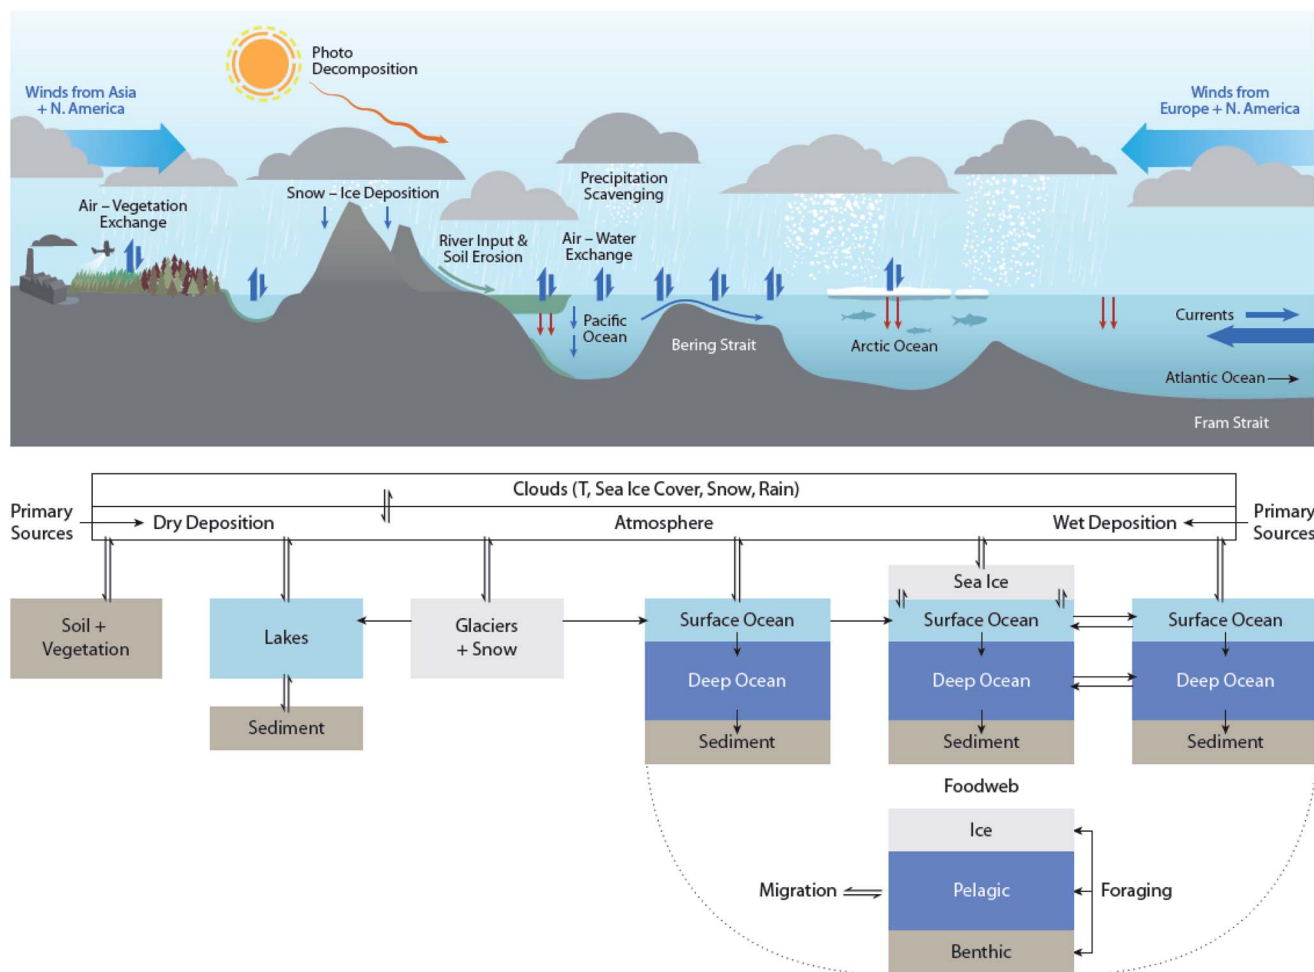 Photo
Decomposition
Winds from Asia
+ N. America
Winds from
Europe + N. America
Snow – Ice Deposition
Precipitation
Scavenging
Air – Vegetation
Exchange
River Input &
Soil Erosion
Air – Water
Exchange
Pacific
Ocean
Bering Strait
Arctic Ocean
Currents
Atlantic Ocean
Fram Strait
Clouds (T, Sea Ice Cover, Snow, Rain)
Primary
Sources
Dry Deposition
Atmosphere
Wet Deposition
Primary
Sources
Soil +
Vegetation
Lakes
Sediment
Glaciers
+ Snow
Surface Ocean
Deep Ocean
Sediment
Sea Ice
Surface Ocean
Deep Ocean
Sediment
Surface Ocean
Deep Ocean
Sediment
Foodweb
Ice
Migration
Pelagic
Foraging
Benthic